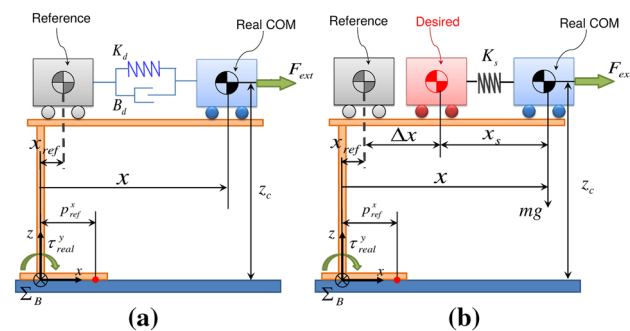 Reference
Real COM
K_d
B_d
F_ext
x_ref
x
z_c
p^x_ref
z
τ^y_real
x
Σ_B
(a)
Reference
Desired
Real COM
K_s
F_ex
Δx
x_s
x_ref
x
z_c
p^x_ref
mg
z
τ^y_real
x
Σ_B
(b)